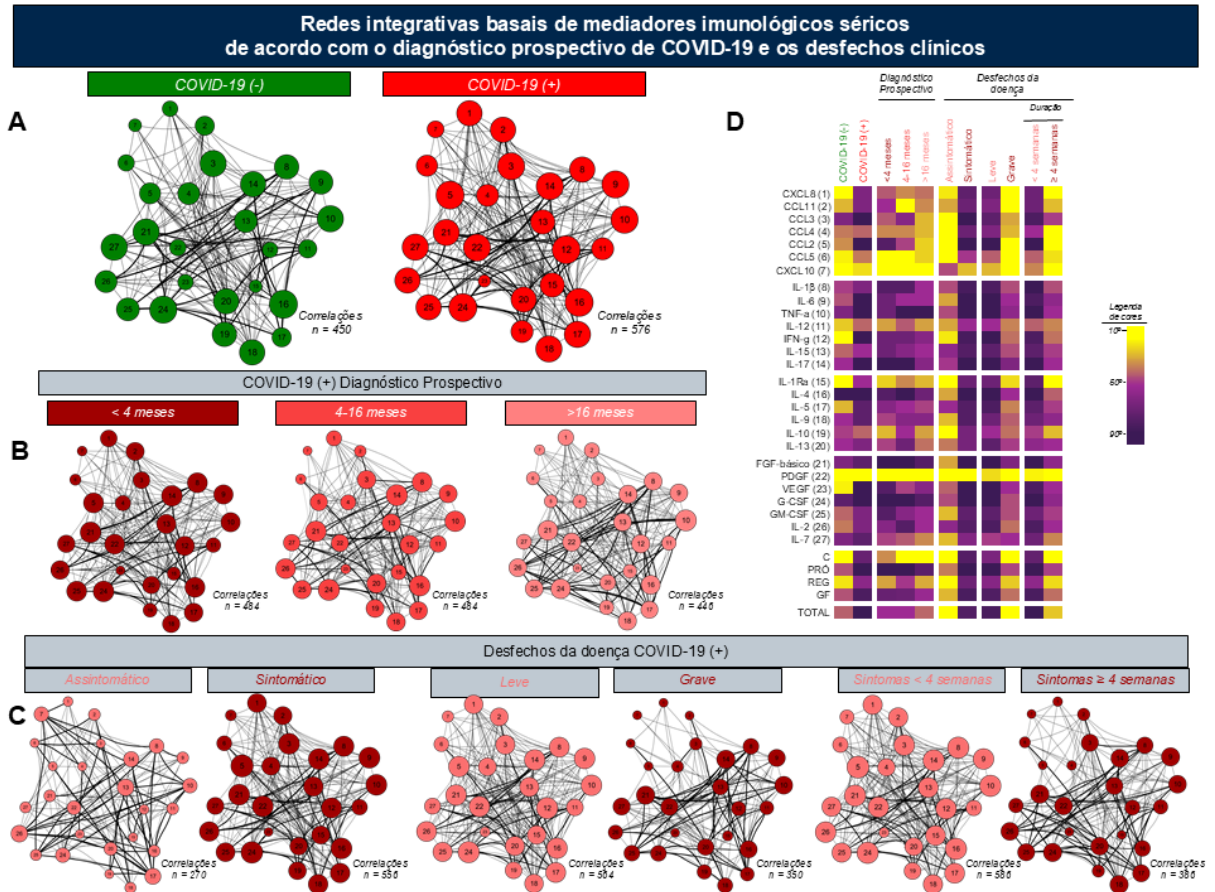 Redes integrativas basais de mediadores imunológicos séricos
de acordo com o diagnóstico prospectivo de COVID-19 e os desfechos clínicos
A
COVID-19 (-)
Correlações
n = 450
COVID-19 (+)
Correlações
n = 576
B
COVID-19 (+) Diagnóstico Prospectivo
< 4 meses
Correlações
n = 484
4-16 meses
Correlações
n = 484
>16 meses
Correlações
n = 446
Desfechos da doença COVID-19 (+)
C
Assintomático
Correlações
n = 270
Sintomático
Correlações
n = 556
Leve
Correlações
Grave
Correlações
n = 350
Sintomas < 4 semanas
Correlações
n = 586
Sintomas ≥ 4 semanas
Correlações
n = 386
D
Diagnóstico
Prospectivo
Desfechos da
doença
Duração
COVID-19 (-)
COVID-19 (+)
<4 meses
4-16 meses
>16 meses
Assintomático
Sintomático
Leve
Grave
< 4 semanas
≥ 4 semanas
CXCL8 (1)
CCL11 (2)
CCL3 (3)
CCL4 (4)
CCL2 (5)
CCL5 (6)
CXCL10 (7)
IL-1β (8)
IL-6 (9)
TNF-a (10)
IL-12 (11)
IFN-g (12)
IL-15 (13)
IL-17 (14)
IL-1Ra (15)
IL-4 (16)
IL-5 (17)
IL-9 (18)
IL-10 (19)
IL-13 (20)
FGF-básico (21)
PDGF (22)
VEGF (23)
G-CSF (24)
GM-CSF (25)
IL-2 (26)
IL-7 (27)
C
PRÓ
REG
GF
TOTAL
Legenda
de cores
10º
50º
90º